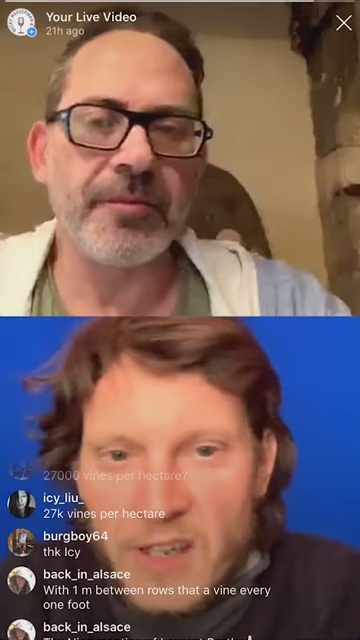 Your Live Video
21h ago
27000 vines per hectare?
icy_liu_
27k vines per hectare
burgboy64
thk Icy
back_in_alsace
With 1 m between rows that a vine every
one foot
back_in_alsace